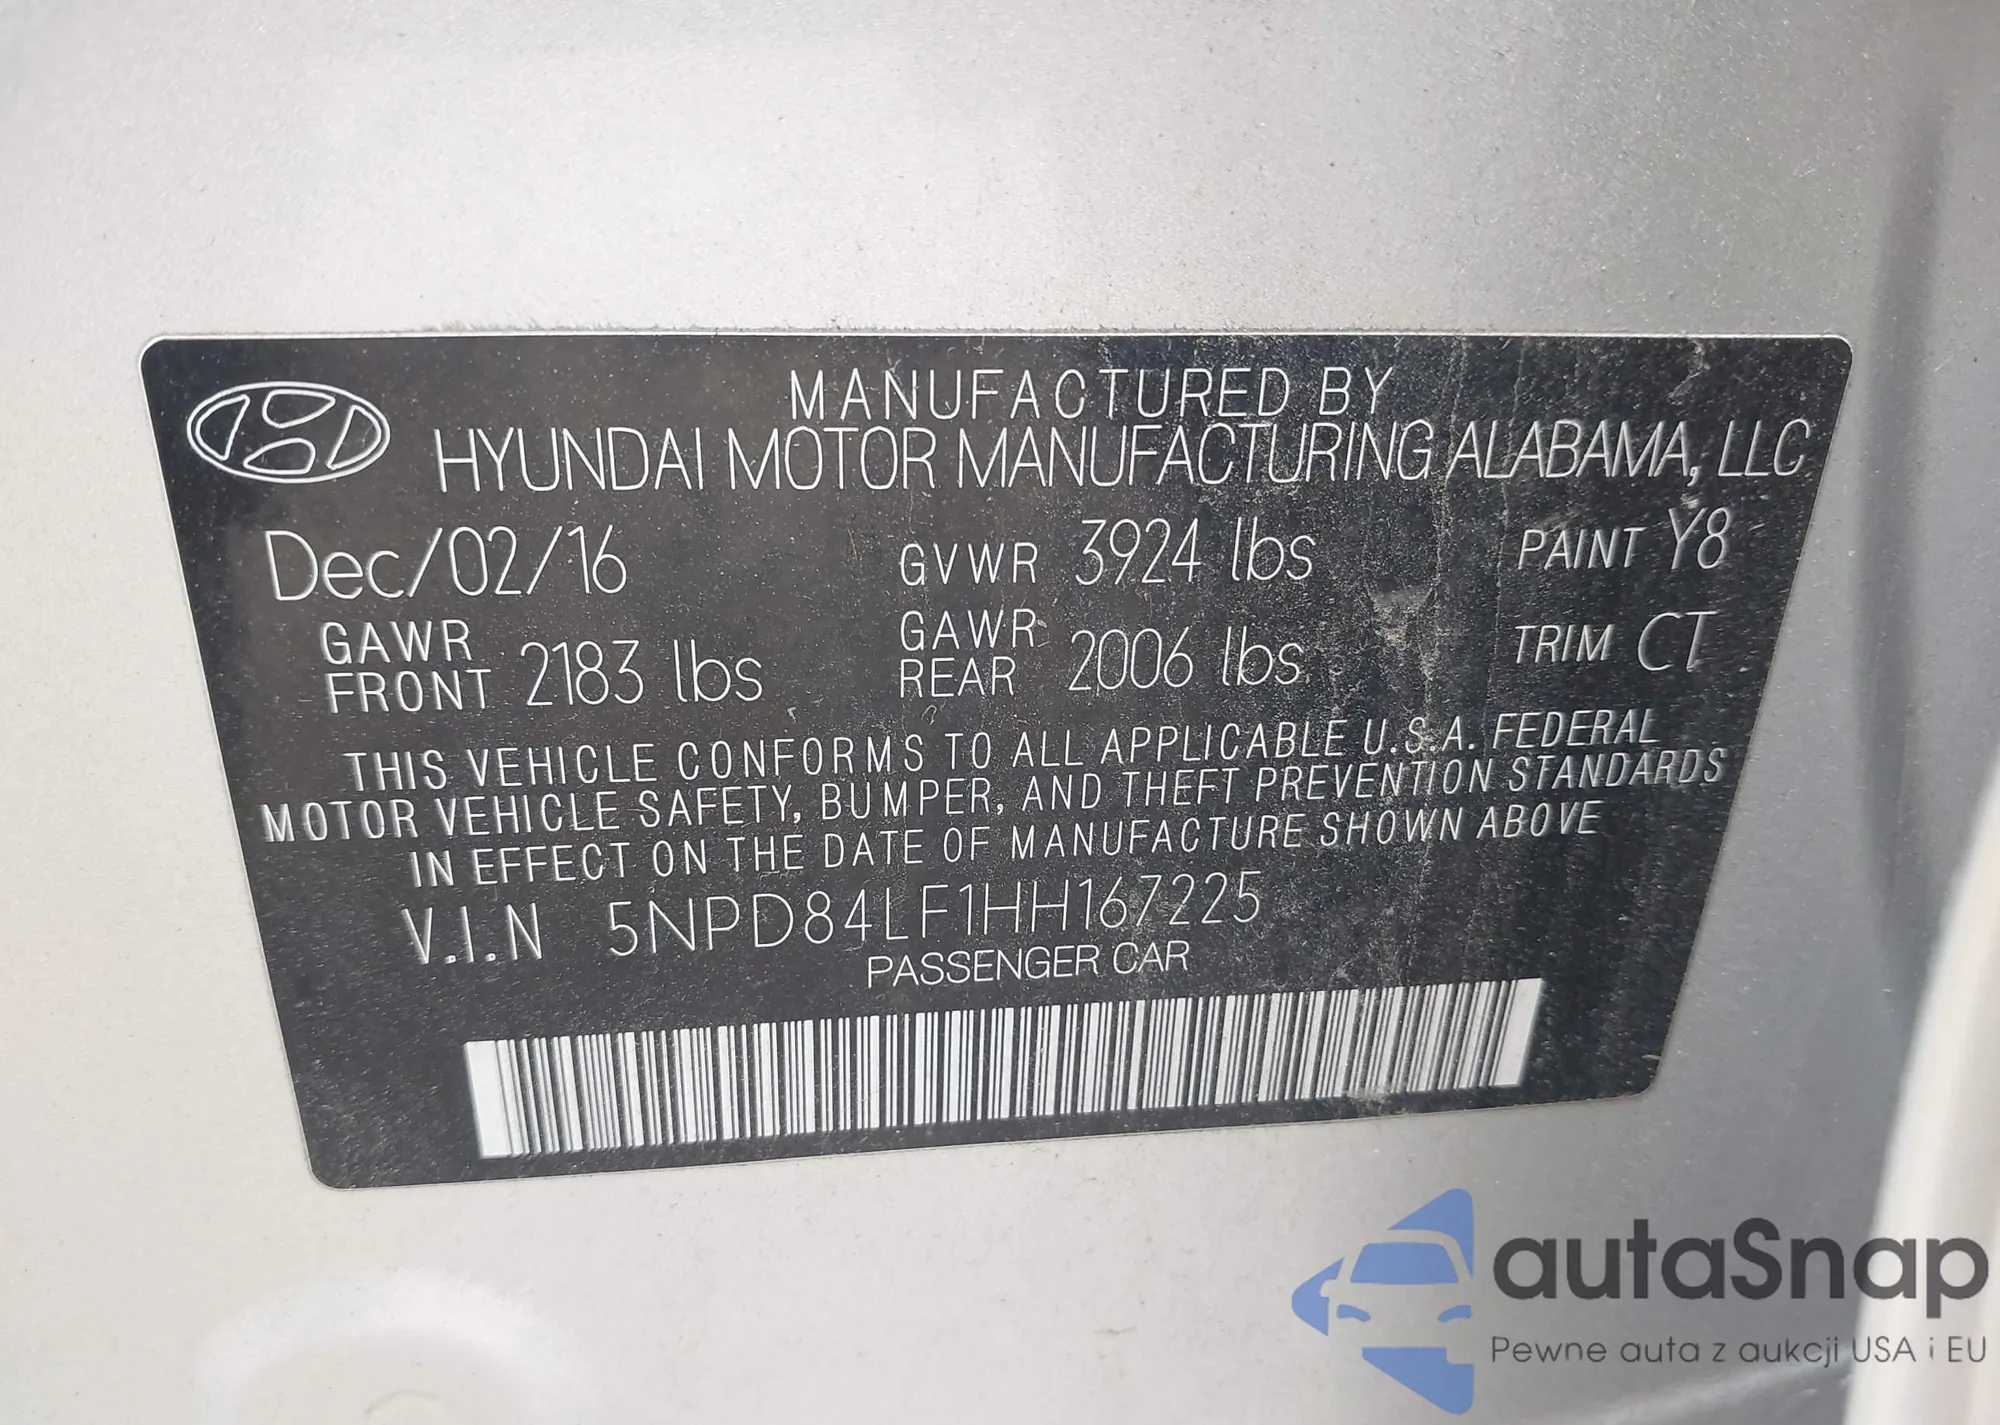 MANUFACTURED BY
HYUNDAI MOTOR MANUFACTURING ALABAMA, LLC
Dec/02/16 GVWR 3924 lbs PAINT Y8
GAWR FRONT 2183 lbs GAWR REAR 2006 lbs TRIM CT
THIS VEHICLE CONFORMS TO ALL APPLICABLE U.S.A. FEDERAL
MOTOR VEHICLE SAFETY, BUMPER, AND THEFT PREVENTION STANDARDS
IN EFFECT ON THE DATE OF MANUFACTURE SHOWN ABOVE
V.I.N 5NPD84LF1HH167225
PASSENGER CAR
autaSnap
Pewne auta z aukcji USA i EU